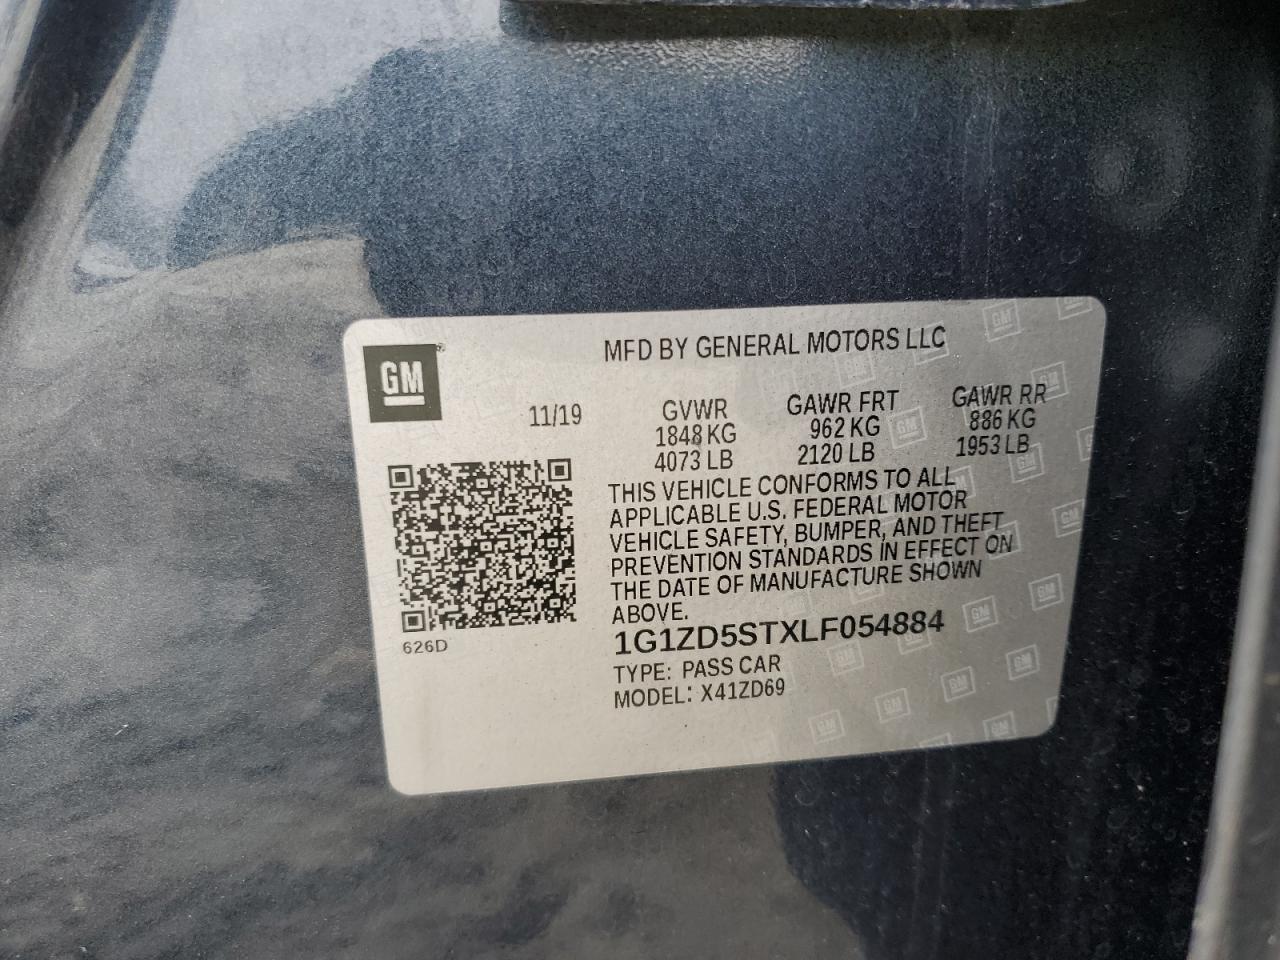 MFD BY GENERAL MOTORS LLC
GM®
11/19
GVWR
1848 KG
4073 LB
GAWR FRT
962 KG
2120 LB
GAWR RR
886 KG
1953 LB
THIS VEHICLE CONFORMS TO ALL
APPLICABLE U.S. FEDERAL MOTOR
VEHICLE SAFETY, BUMPER, AND THEFT
PREVENTION STANDARDS IN EFFECT ON
THE DATE OF MANUFACTURE SHOWN
ABOVE.
626D
1G1ZD5STXLF054884
TYPE: PASS CAR
MODEL: X41ZD69